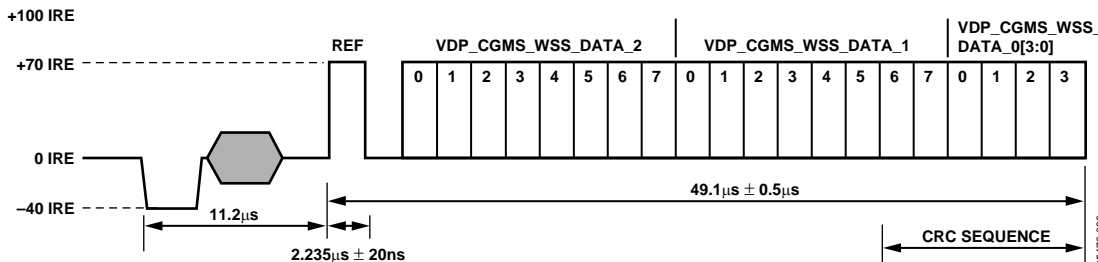 +100 IRE
REF
VDP_CGMS_WSS_DATA_2
VDP_CGMS_WSS_DATA_1
VDP_CGMS_WSS_
DATA_0[3:0]
+70 IRE
0 1 2 3 4 5 6 7 0 1 2 3 4 5 6 7 0 1 2 3
0 IRE
49.1µs ± 0.5µs
–40 IRE
11.2µs
CRC SEQUENCE
2.235µs ± 20ns